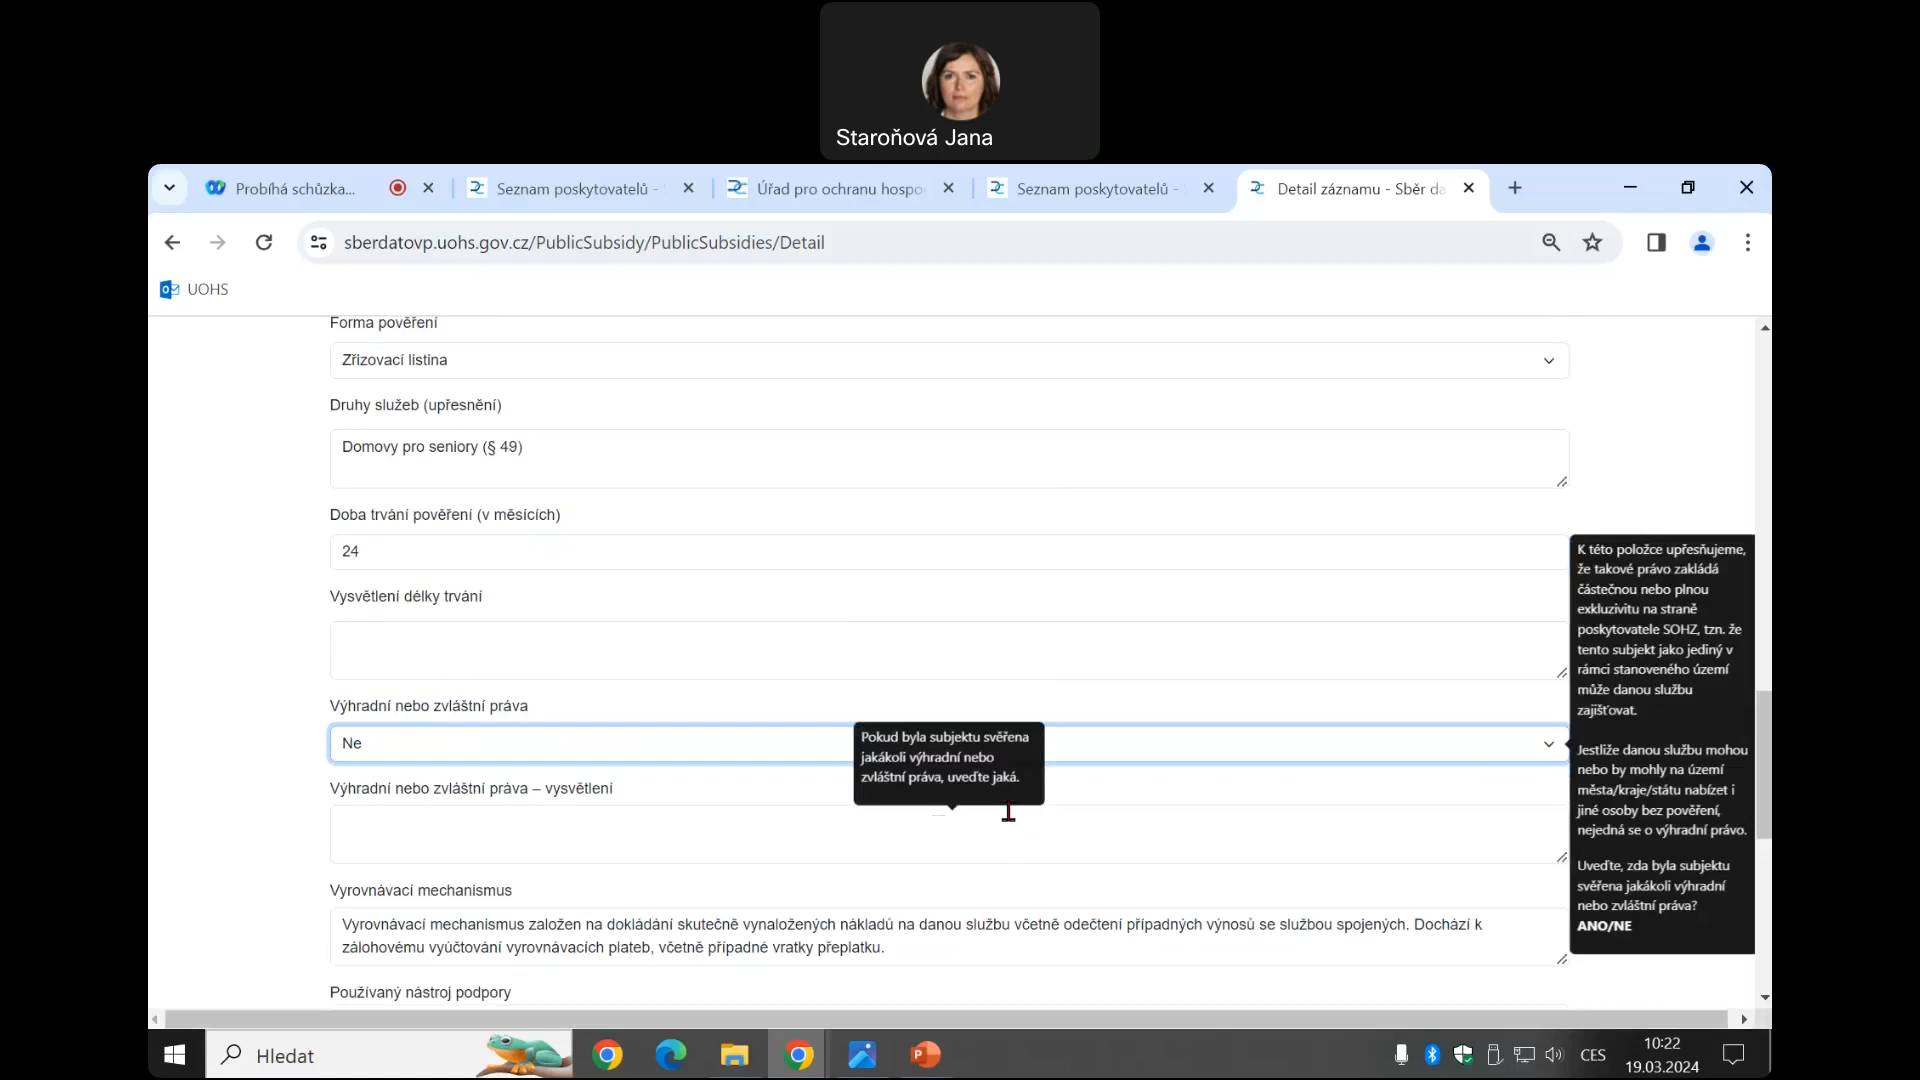 Staroňová Jana
Probíhá schůzka...
Seznam poskytovatelů -
Úřad pro ochranu hospo
Seznam poskytovatelů -
Detail záznamu - Sběr da
sberdatovp.uohs.gov.cz/PublicSubsidy/PublicSubsidies/Detail
UOHS
Forma pověření
Zřizovací listina
Druhy služeb (upřesnění)
Domovy pro seniory (§ 49)
Doba trvání pověření (v měsících)
24
Vysvětlení délky trvání
Výhradní nebo zvláštní práva
Ne
Pokud byla subjektu svěřena
jakákoli výhradní nebo
zvláštní práva, uveďte jaká.
Výhradní nebo zvláštní práva – vysvětlení
Vyrovnávací mechanismus
Vyrovnávací mechanismus založen na dokládání skutečně vynaložených nákladů na danou službu včetně odečtení případných výnosů se službou spojených. Dochází k
zálohovému vyúčtování vyrovnávacích plateb, včetně případné vratky přeplatku.
Používaný nástroj podpory
K této položce upřesňujeme,
že takové právo zakládá
částečnou nebo plnou
exkluzivitu na straně
poskytovatele SOHZ, tzn. že
tento subjekt jako jediný v
rámci stanoveného území
může danou službu
zajišťovat.
Jestliže danou službu mohou
nebo by mohly na území
města/kraje/státu nabízet i
jiné osoby bez pověření,
nejedná se o výhradní právo.
Uveďte, zda byla subjektu
svěřena jakákoli výhradní
nebo zvláštní práva?
ANO/NE
Hledat
CES
10:22
19.03.2024